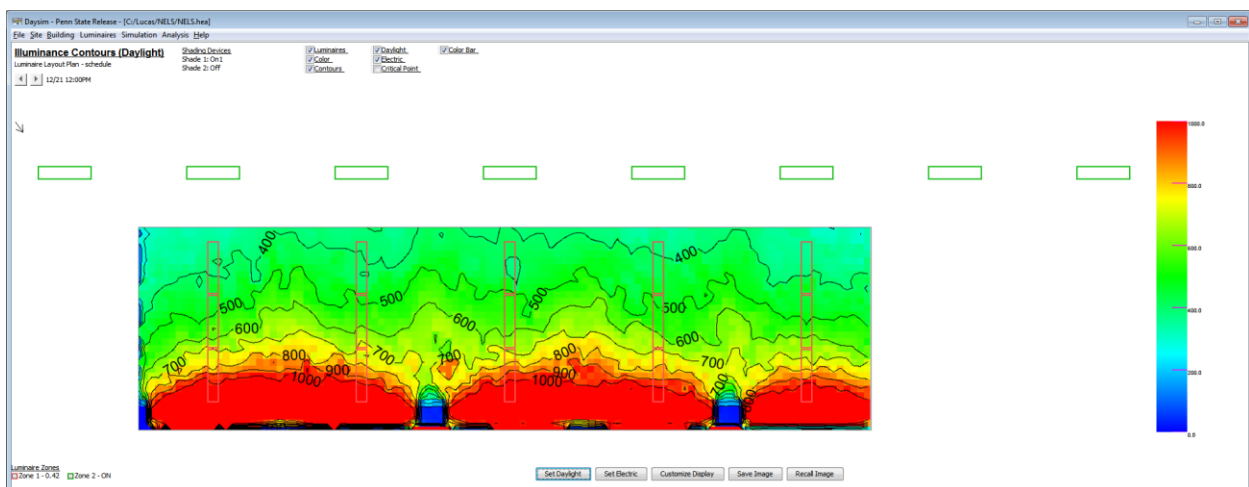 Daysim - Penn State Release - [C:/Lucas/NELS/NELS.hea]
File Site Building Luminaires Simulation Analysis Help
Illuminance Contours (Daylight)
Luminaire Layout Plan - schedule
12/21 12:00PM
Shading Devices
Shade 1: On1
Shade 2: Off
Luminaires Daylight Color Bar
Color Electric
Contours Critical Point
1000.0
800.0
600.0
400.0
200.0
0.0
400 400
500 500 500 500
600 600 600 600
700 800 900 700 700 800 700
1000 900 1000 700 800
Luminaire Zones
Zone 1 - 0.42 Zone 2 - ON
Set Daylight Set Electric Customize Display Save Image Recall Image